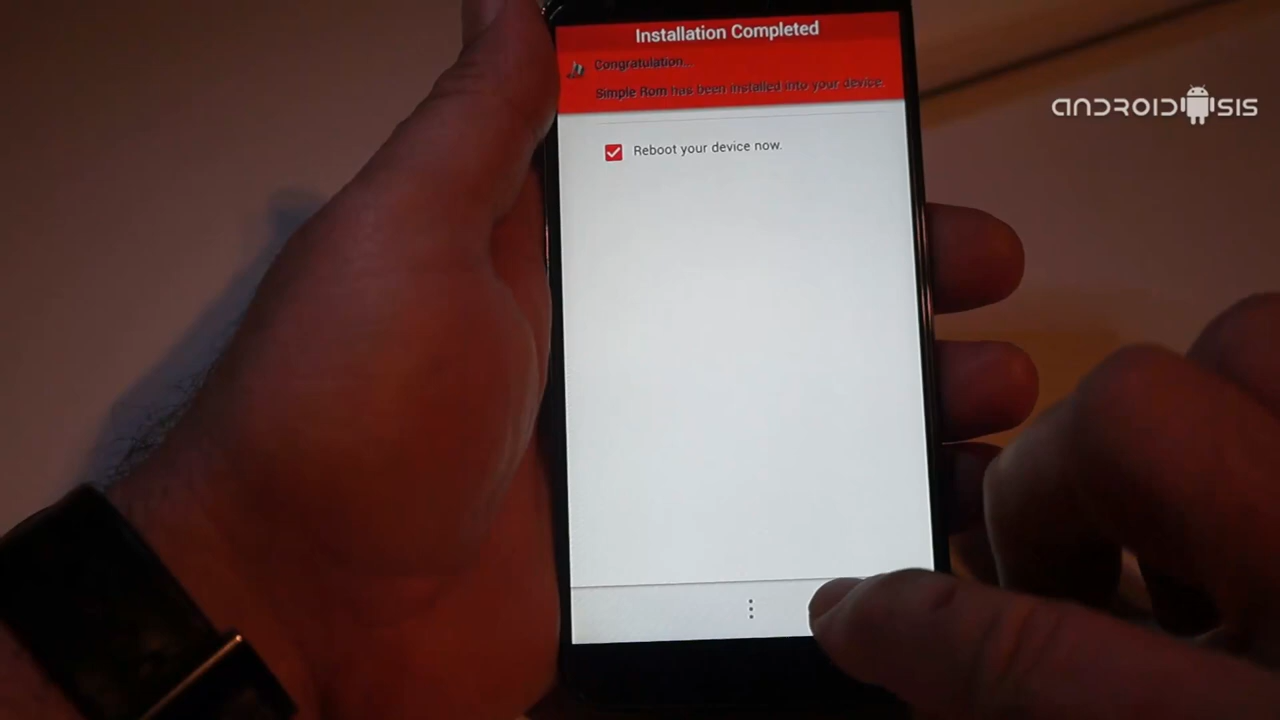 Installation Completed
Congratulation...
Simple Rom has been installed into your device.
Reboot your device now.
ANDROIDSIS